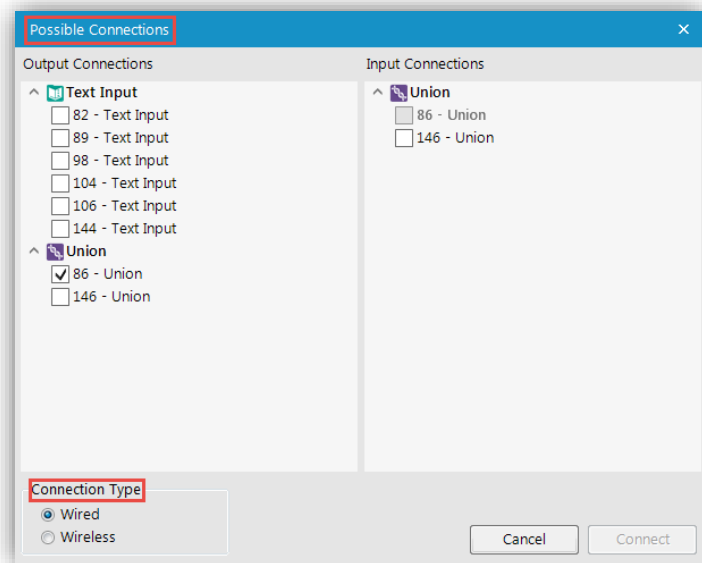 Possible Connections
Output Connections
Text Input
82 - Text Input
89 - Text Input
98 - Text Input
104 - Text Input
106 - Text Input
144 - Text Input
Union
86 - Union
146 - Union
Input Connections
Union
86 - Union
146 - Union
Connection Type
Wired
Wireless
Cancel
Connect